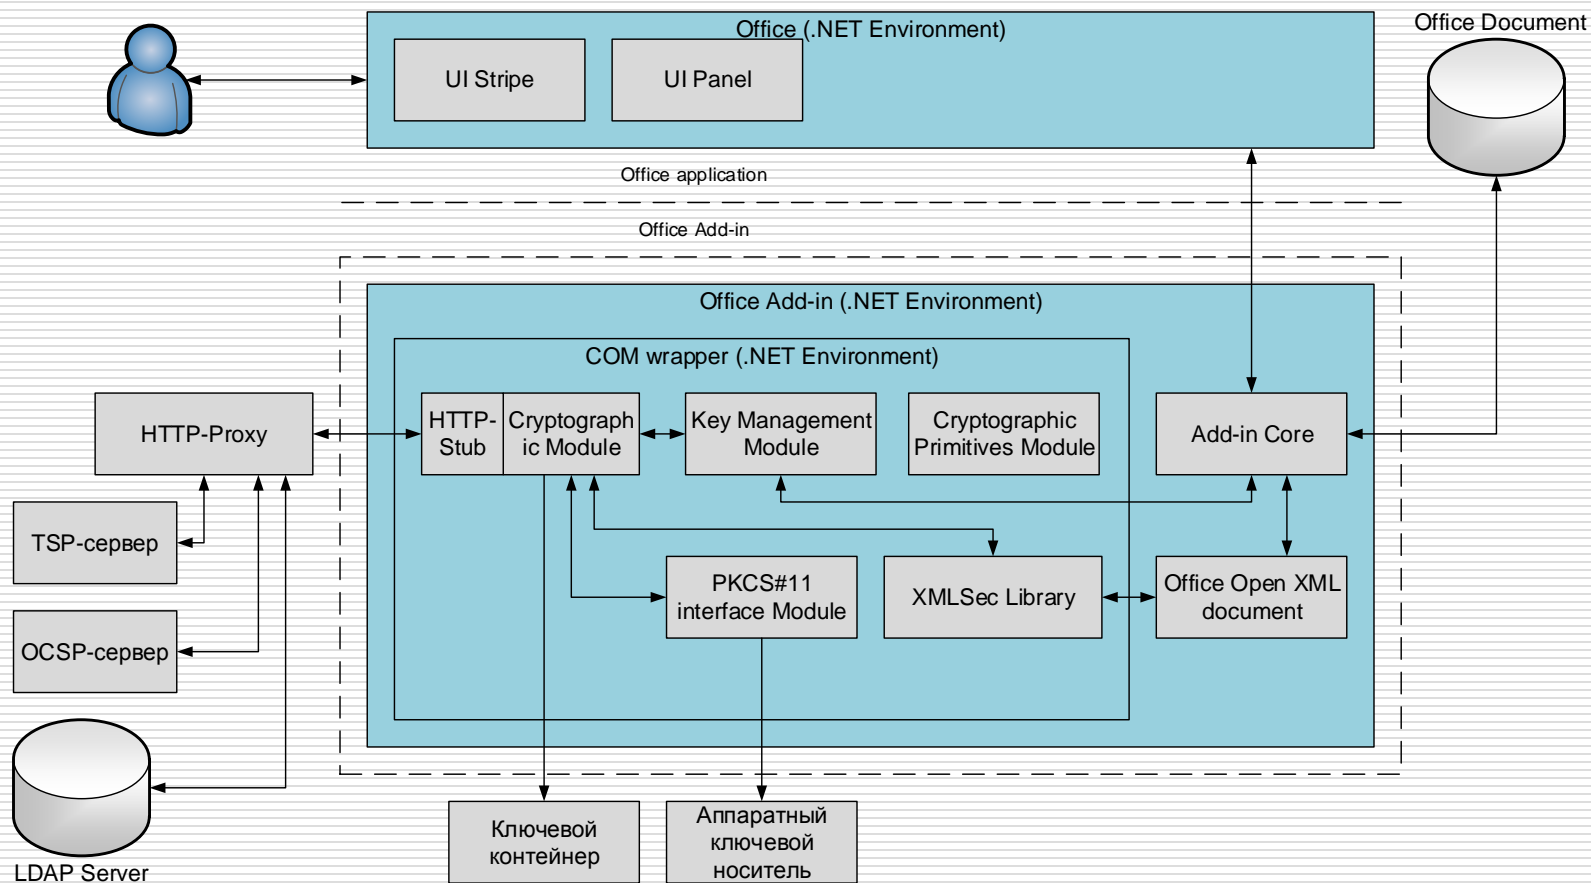 Office (.NET Environment)
Office Document
UI Stripe
UI Panel
Office application
Office Add-in
Office Add-in (.NET Environment)
COM wrapper (.NET Environment)
HTTP-Proxy
HTTP-
Stub
Cryptograph
ic Module
Key Management
Module
Cryptographic
Primitives Module
Add-in Core
TSP-сервер
PKCS#11
interface Module
XMLSec Library
Office Open XML
document
OCSP-сервер
LDAP Server
Ключевой
контейнер
Аппаратный
ключевой
носитель